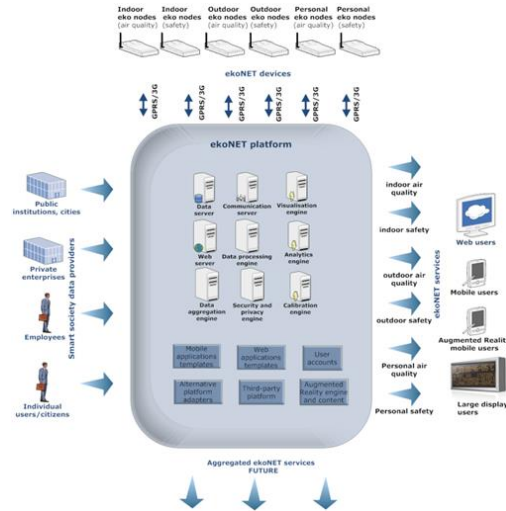 Indoor Indoor Outdoor Outdoor Personal Personal
eko nodes eko nodes eko nodes eko nodes eko nodes eko nodes
(air quality) (safety) (air quality) (safety) (air quality) (safety)
ekoNET devices
GPRS/3G GPRS/3G GPRS/3G GPRS/3G GPRS/3G GPRS/3G
ekoNET platform
Data
server
Communication
server
Visualisation
engine
Web
server
Data processing
engine
Analytics
engine
Data
aggregation
engine
Security and
privacy
engine
Calibration
engine
Mobile
applications
templates
Web
applications
templates
User
accounts
Alternative
platform
adapters
Third-party
platform
Augmented
Reality engine
and content
Smart society data providers
Public
institutions, cities
Private
enterprises
Employees
Individual
users/citizens
indoor air
quality
indoor safety
outdoor air
quality
outdoor safety
Personal air
quality
Personal safety
ekoNET services
Web users
Mobile users
Augmented Realit
mobile users
Large display
users
Aggregated ekoNET services
FUTURE